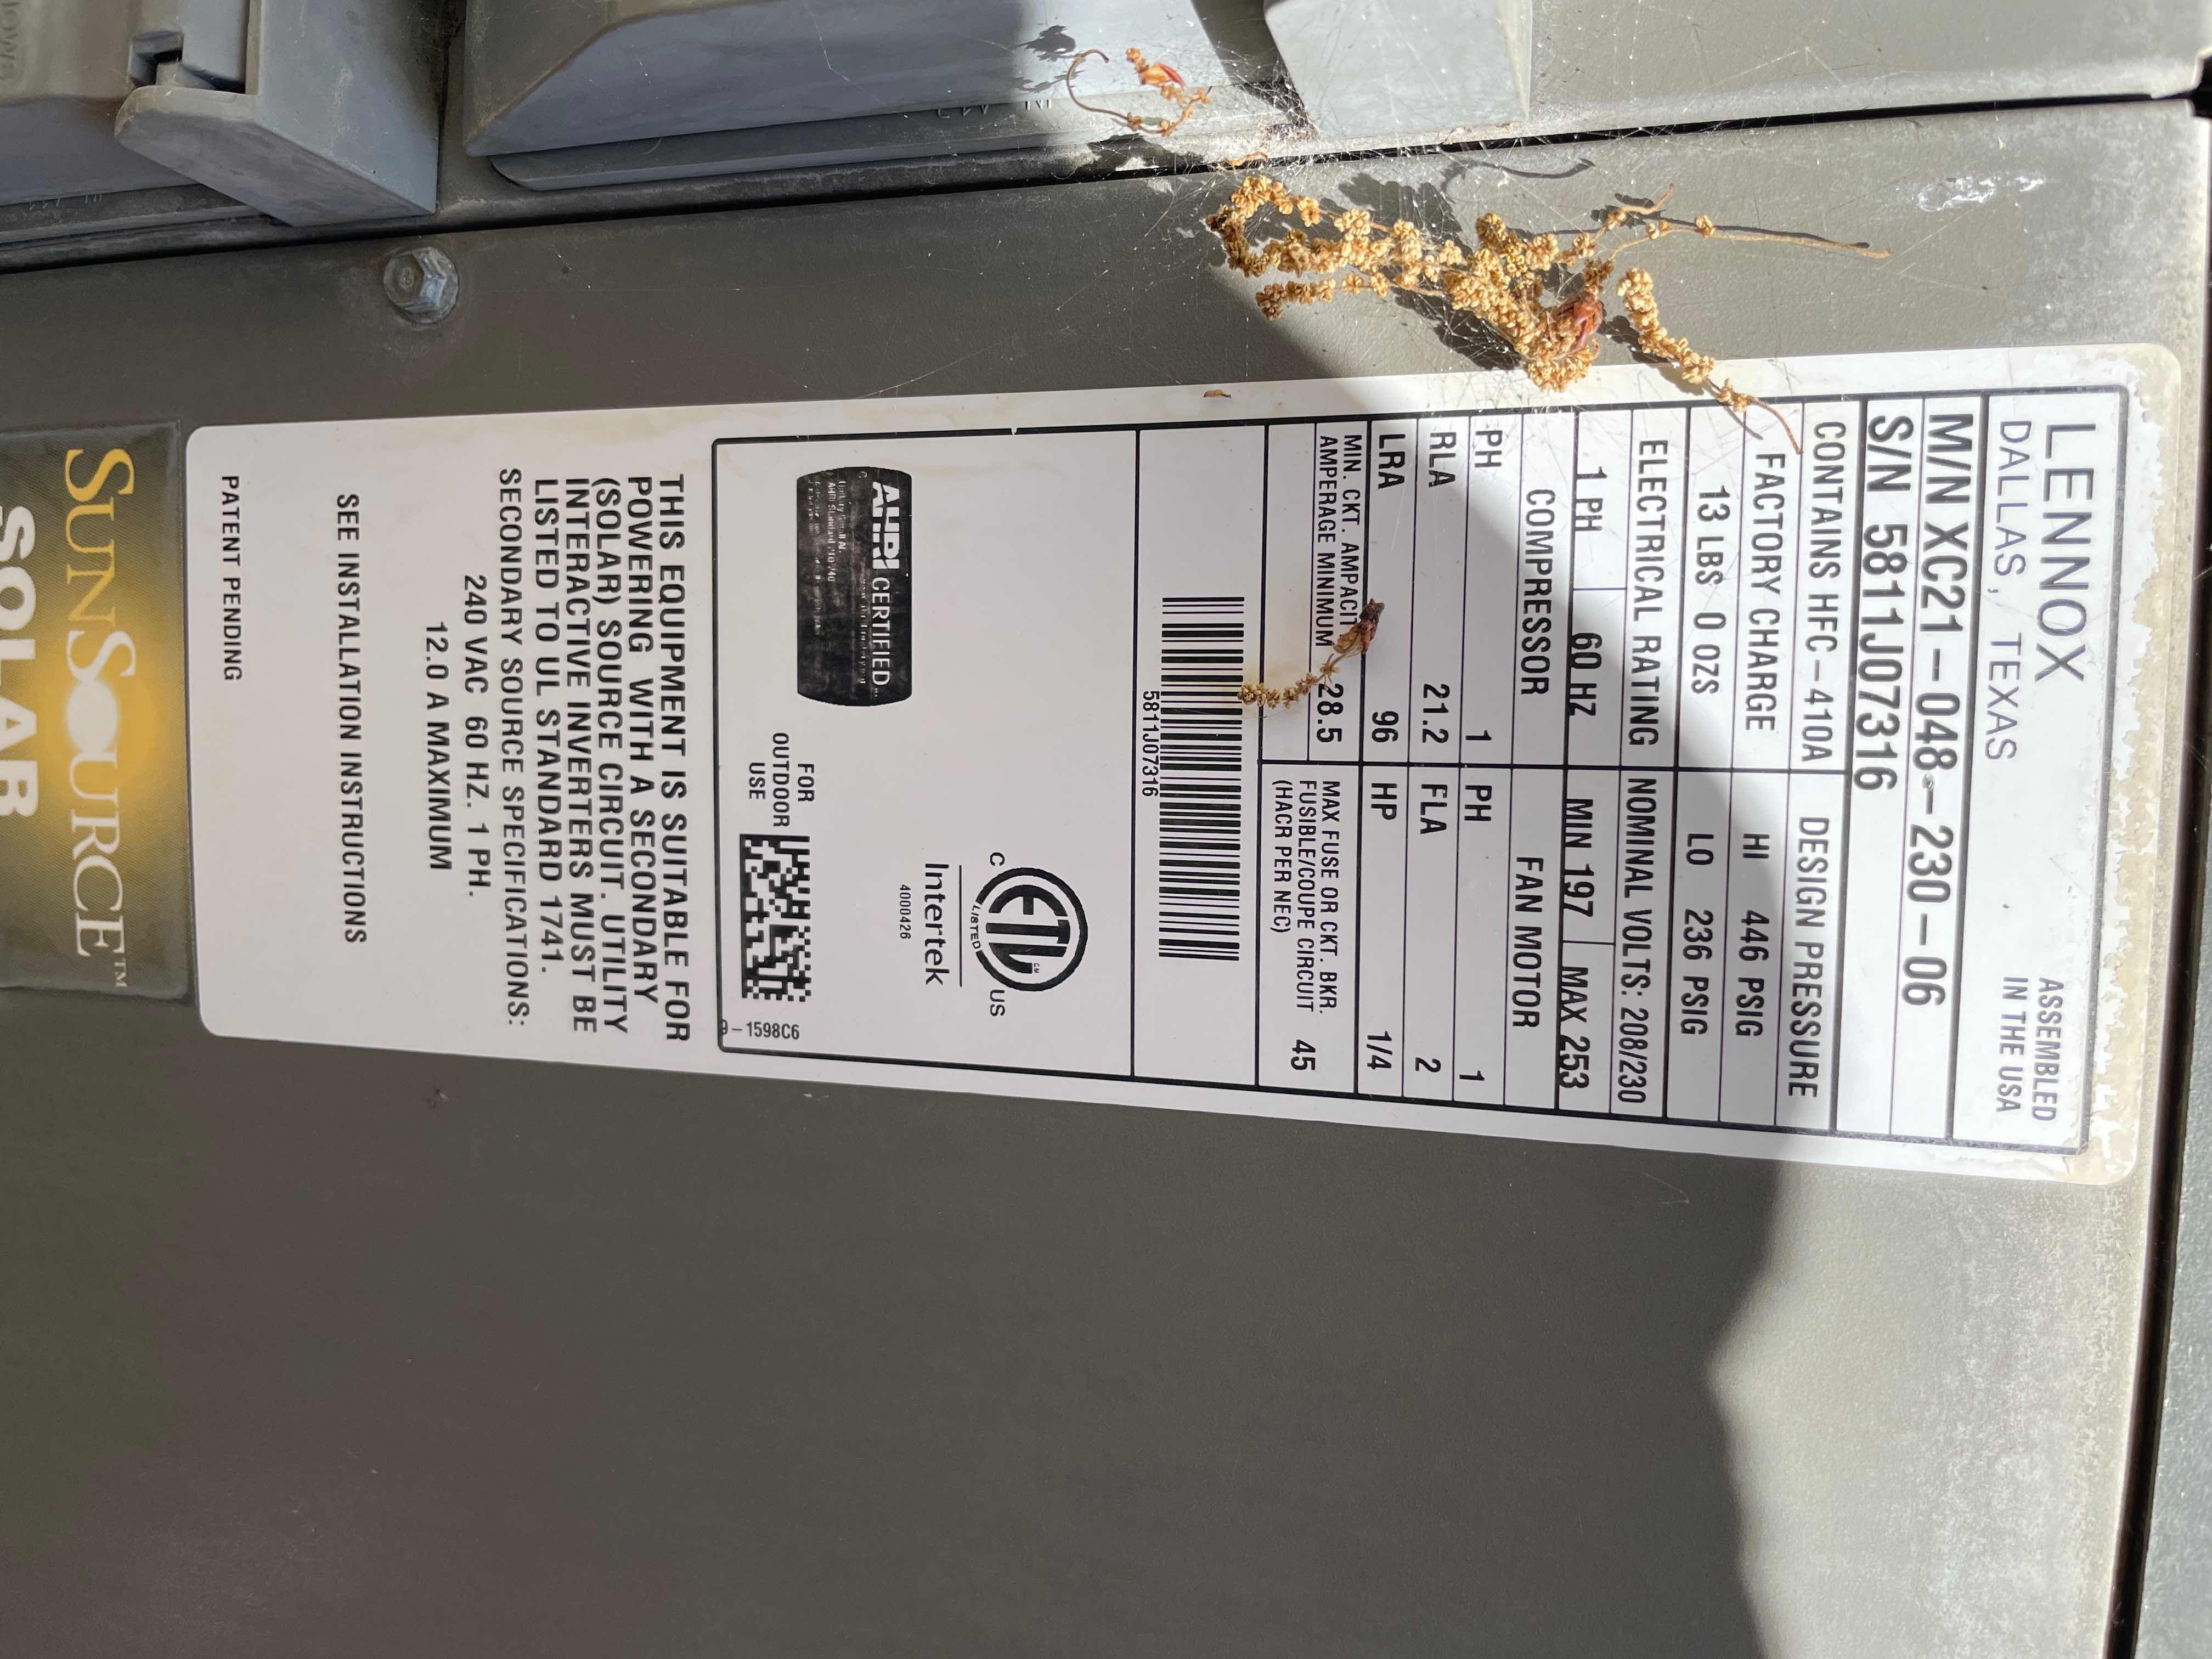 LENNOX
DALLAS, TEXAS
ASSEMBLED
IN THE USA
M/N XC21-048-230-06
S/N 5811J07316
CONTAINS HFC-410A DESIGN PRESSURE
FACTORY CHARGE HI 446 PSIG
13 LBS 0 OZS LO 236 PSIG
ELECTRICAL RATING NOMINAL VOLTS: 208/230
1 PH 60 HZ MIN 197 MAX 253
COMPRESSOR FAN MOTOR
PH 1 PH 1
RLA 21.2 FLA 2
LRA 96 HP 1/4
MIN. CKT. AMPACIT
AMPERAGE MINIMUM 28.5
MAX FUSE OR CKT. BKR.
FUSIBLE/COUPE CIRCUIT 45
(HACR PER NEC)
5811J07316
ETL CM
LISTED
C US
Intertek
4000426
AHRI CERTIFIED
FOR
OUTDOOR
USE
-1598C6
THIS EQUIPMENT IS SUITABLE FOR
POWERING WITH A SECONDARY
(SOLAR) SOURCE CIRCUIT. UTILITY
INTERACTIVE INVERTERS MUST BE
LISTED TO UL STANDARD 1741.
SECONDARY SOURCE SPECIFICATIONS:
240 VAC 60 HZ. 1 PH.
12.0 A MAXIMUM
SEE INSTALLATION INSTRUCTIONS
PATENT PENDING
SUNSOURCE™
SOLAR